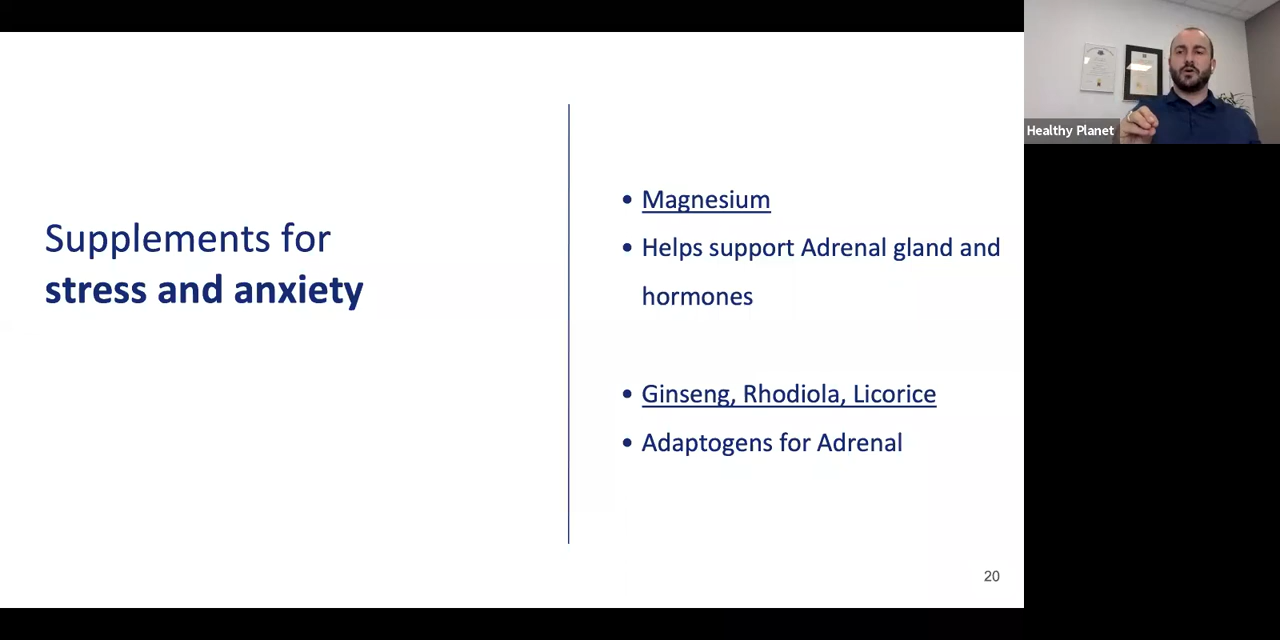 Supplements for
stress and anxiety
• Magnesium
• Helps support Adrenal gland and
hormones
• Ginseng, Rhodiola, Licorice
• Adaptogens for Adrenal
20
Healthy Planet